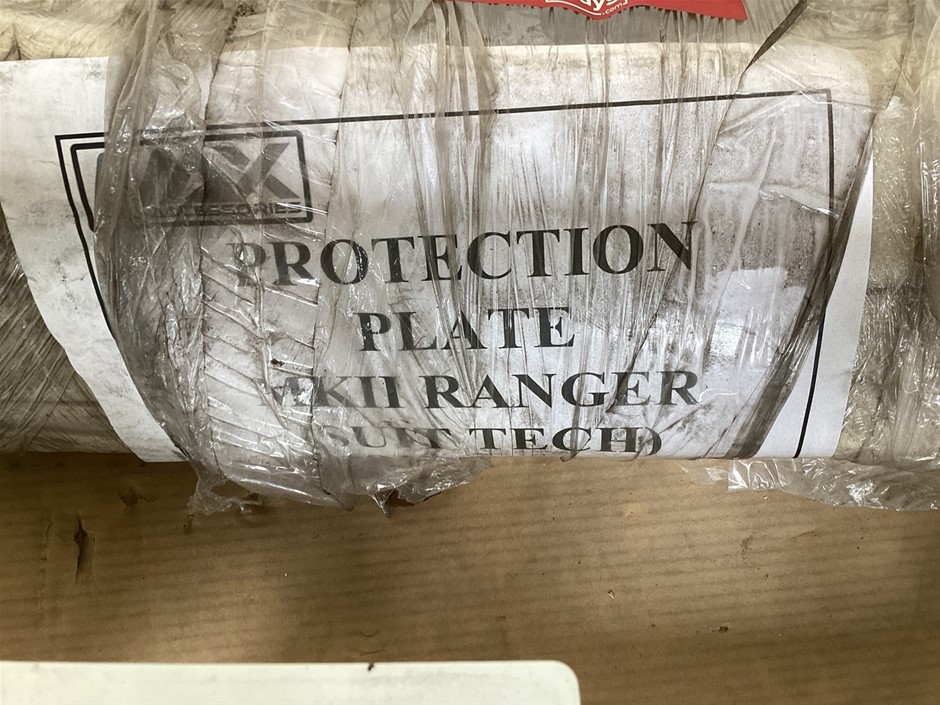 PROTECTION
PLATE
MKII RANGER
(SUIT TECH)